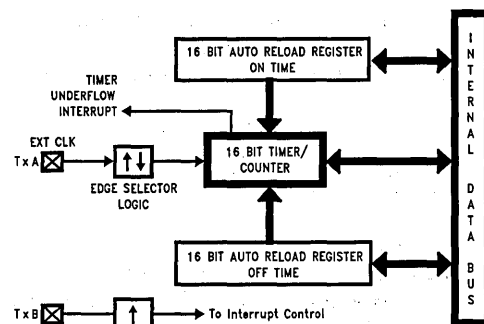 16 BIT AUTO RELOAD REGISTER
ON TIME
TIMER
UNDERFLOW
INTERRUPT
EXT CLK
TxA
EDGE SELECTOR
LOGIC
16 BIT TIMER/
COUNTER
16 BIT AUTO RELOAD REGISTER
OFF TIME
TxB
To Interrupt Control
INTERNAL DATA BUS